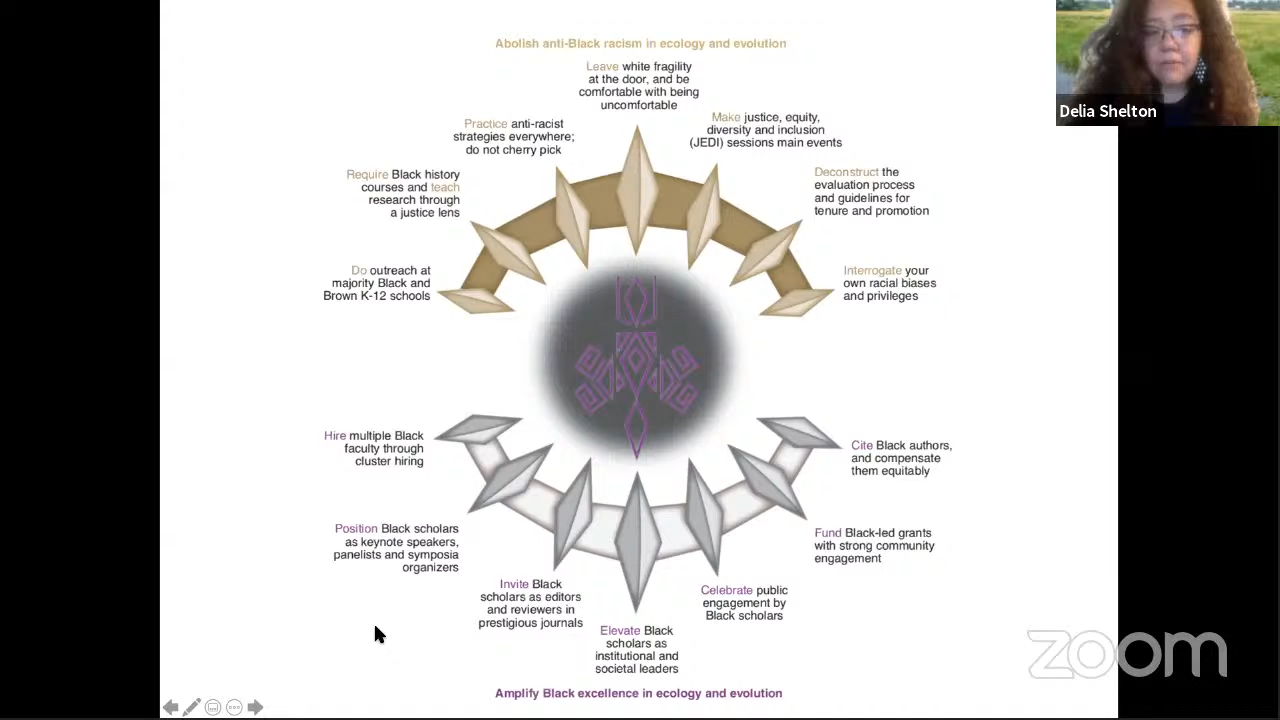 Abolish anti-Black racism in ecology and evolution
Leave white fragility
at the door, and be
comfortable with being
uncomfortable
Practice anti-racist
strategies everywhere;
do not cherry pick
Make justice, equity,
diversity and inclusion
(JEDI) sessions main events
Require Black history
courses and teach
research through
a justice lens
Deconstruct the
evaluation process
and guidelines for
tenure and promotion
Do outreach at
majority Black and
Brown K-12 schools
Interrogate your
own racial biases
and privileges
Hire multiple Black
faculty through
cluster hiring
Cite Black authors,
and compensate
them equitably
Position Black scholars
as keynote speakers,
panelists and symposia
organizers
Fund Black-led grants
with strong community
engagement
Invite Black
scholars as editors
and reviewers in
prestigious journals
Celebrate public
engagement by
Black scholars
Elevate Black
scholars as
institutional and
societal leaders
Amplify Black excellence in ecology and evolution
Delia Shelton
zoom